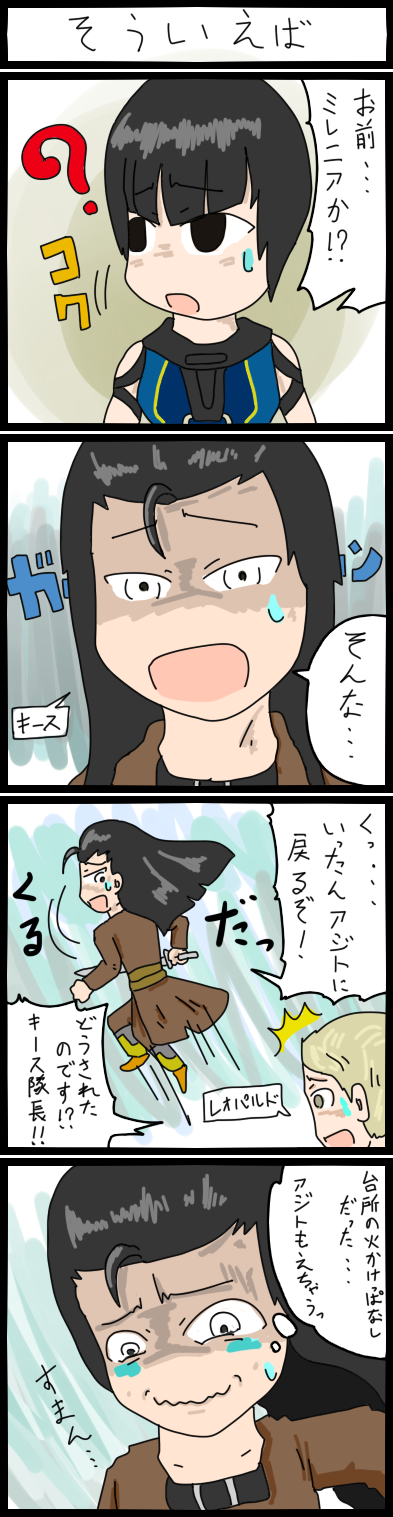 そういえば
お前…
ミレニアか!?
?
コク
そんな…
ガーン
キース
くっ…
いったんアジトに
戻るぞ!
だっ
くる
レオパルド
どうされた
のです!?
キース隊長!!
台所の火かけっぱなし
だった…
アジトもえちゃうっ
すまん…